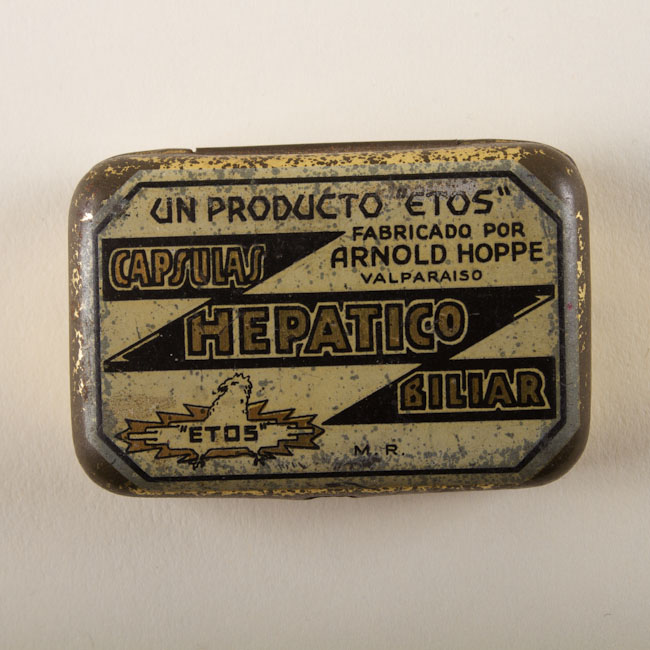 UN PRODUCTO "ETOS"
FABRICADO POR
ARNOLD HOPPE
VALPARAISO
CAPSULAS
HEPATICO
BILIAR
"ETOS"
M.R.